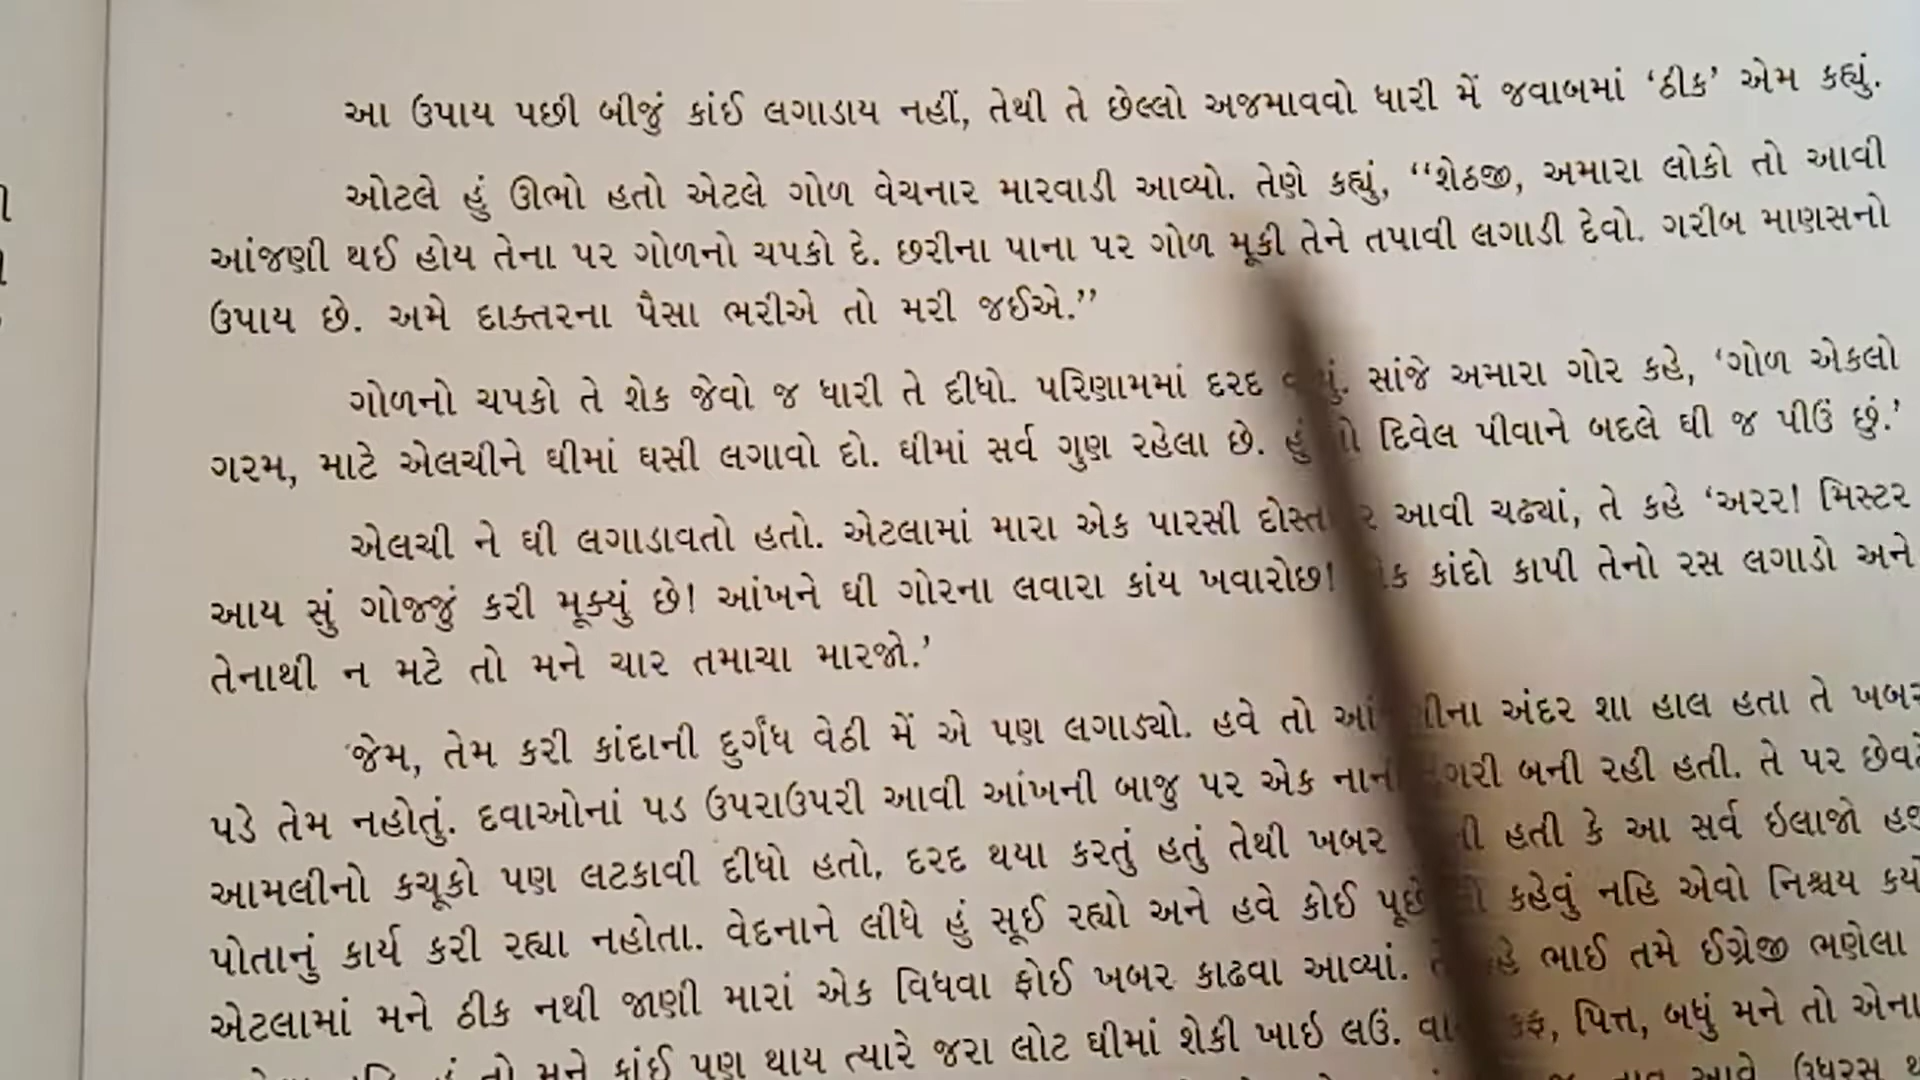 આ ઉપાય પછી બીજું કાંઈ લગાડાય નહીં, તેથી તે છેલ્લો અજમાવવો ધારી મેં જવાબમાં ‘ઠીક’ એમ કહ્યું.
ઓટલે હું ઊભો હતો એટલે ગોળ વેચનાર મારવાડી આવ્યો. તેણે કહ્યું, “શેઠજી, અમારા લોકો તો આવી
આંજણી થઈ હોય તેના પર ગોળનો ચપકો દે. છરીના પાના પર ગોળ મૂકી તેને તપાવી લગાડી દેવો. ગરીબ માણસનો
ઉપાય છે. અમે દાક્તરના પૈસા ભરીએ તો મરી જઈએ.”
ગોળનો ચપકો તે શેક જેવો જ ધારી તે દીધો. પરિણામમાં દરદ સાંજે અમારા ગોર કહે, ‘ગોળ એકલો
ગરમ, માટે એલચીને ઘીમાં ઘસી લગાવો દો. ઘીમાં સર્વ ગુણ રહેલા છે. હું દિવેલ પીવાને બદલે ઘી જ પીઉં છું.’
એલચી ને ઘી લગાડાવતો હતો. એટલામાં મારા એક પારસી આવી ચઢ્યાં, તે કહે ‘અરર! મિસ્ટર
આય સું ગોજ્જું કરી મૂક્યું છે! આંખને ઘી ગોરના લવારા કાંય ખવારોછ! કાંદો કાપી તેનો રસ લગાડો અને
તેનાથી ન મટે તો મને ચાર તમાચા મારજો.’
જેમ, તેમ કરી કાંદાની દુર્ગંધ વેઠી મેં એ પણ લગાડ્યો. હવે તો અંદર શા હાલ હતા તે
પડે તેમ નહોતું. દવાઓનાં પડ ઉપરાઉપરી આવી આંખની બાજુ પર એક બની રહી હતી. તે પર
આમલીનો કચૂકો પણ લટકાવી દીધો હતો, દરદ થયા કરતું હતું તેથી ખબર હતી કે આ સર્વ ઇલાજો
પોતાનું કાર્ય કરી રહ્યા નહોતા. વેદનાને લીધે હું સૂઈ રહ્યો અને હવે કોઈ કહેવું નહિ એવો નિશ્ચય
એટલામાં મને ઠીક નથી જાણી મારાં એક વિધવા ફોઈ ખબર કાઢવા આવ્યાં. ભાઈ તમે ઈંગ્રેજી ભણેલા
મને કાંઈ પણ થાય ત્યારે જરા લોટ ઘીમાં શેકી ખાઇ લઉં. પિત્ત, બધું મને તો એના